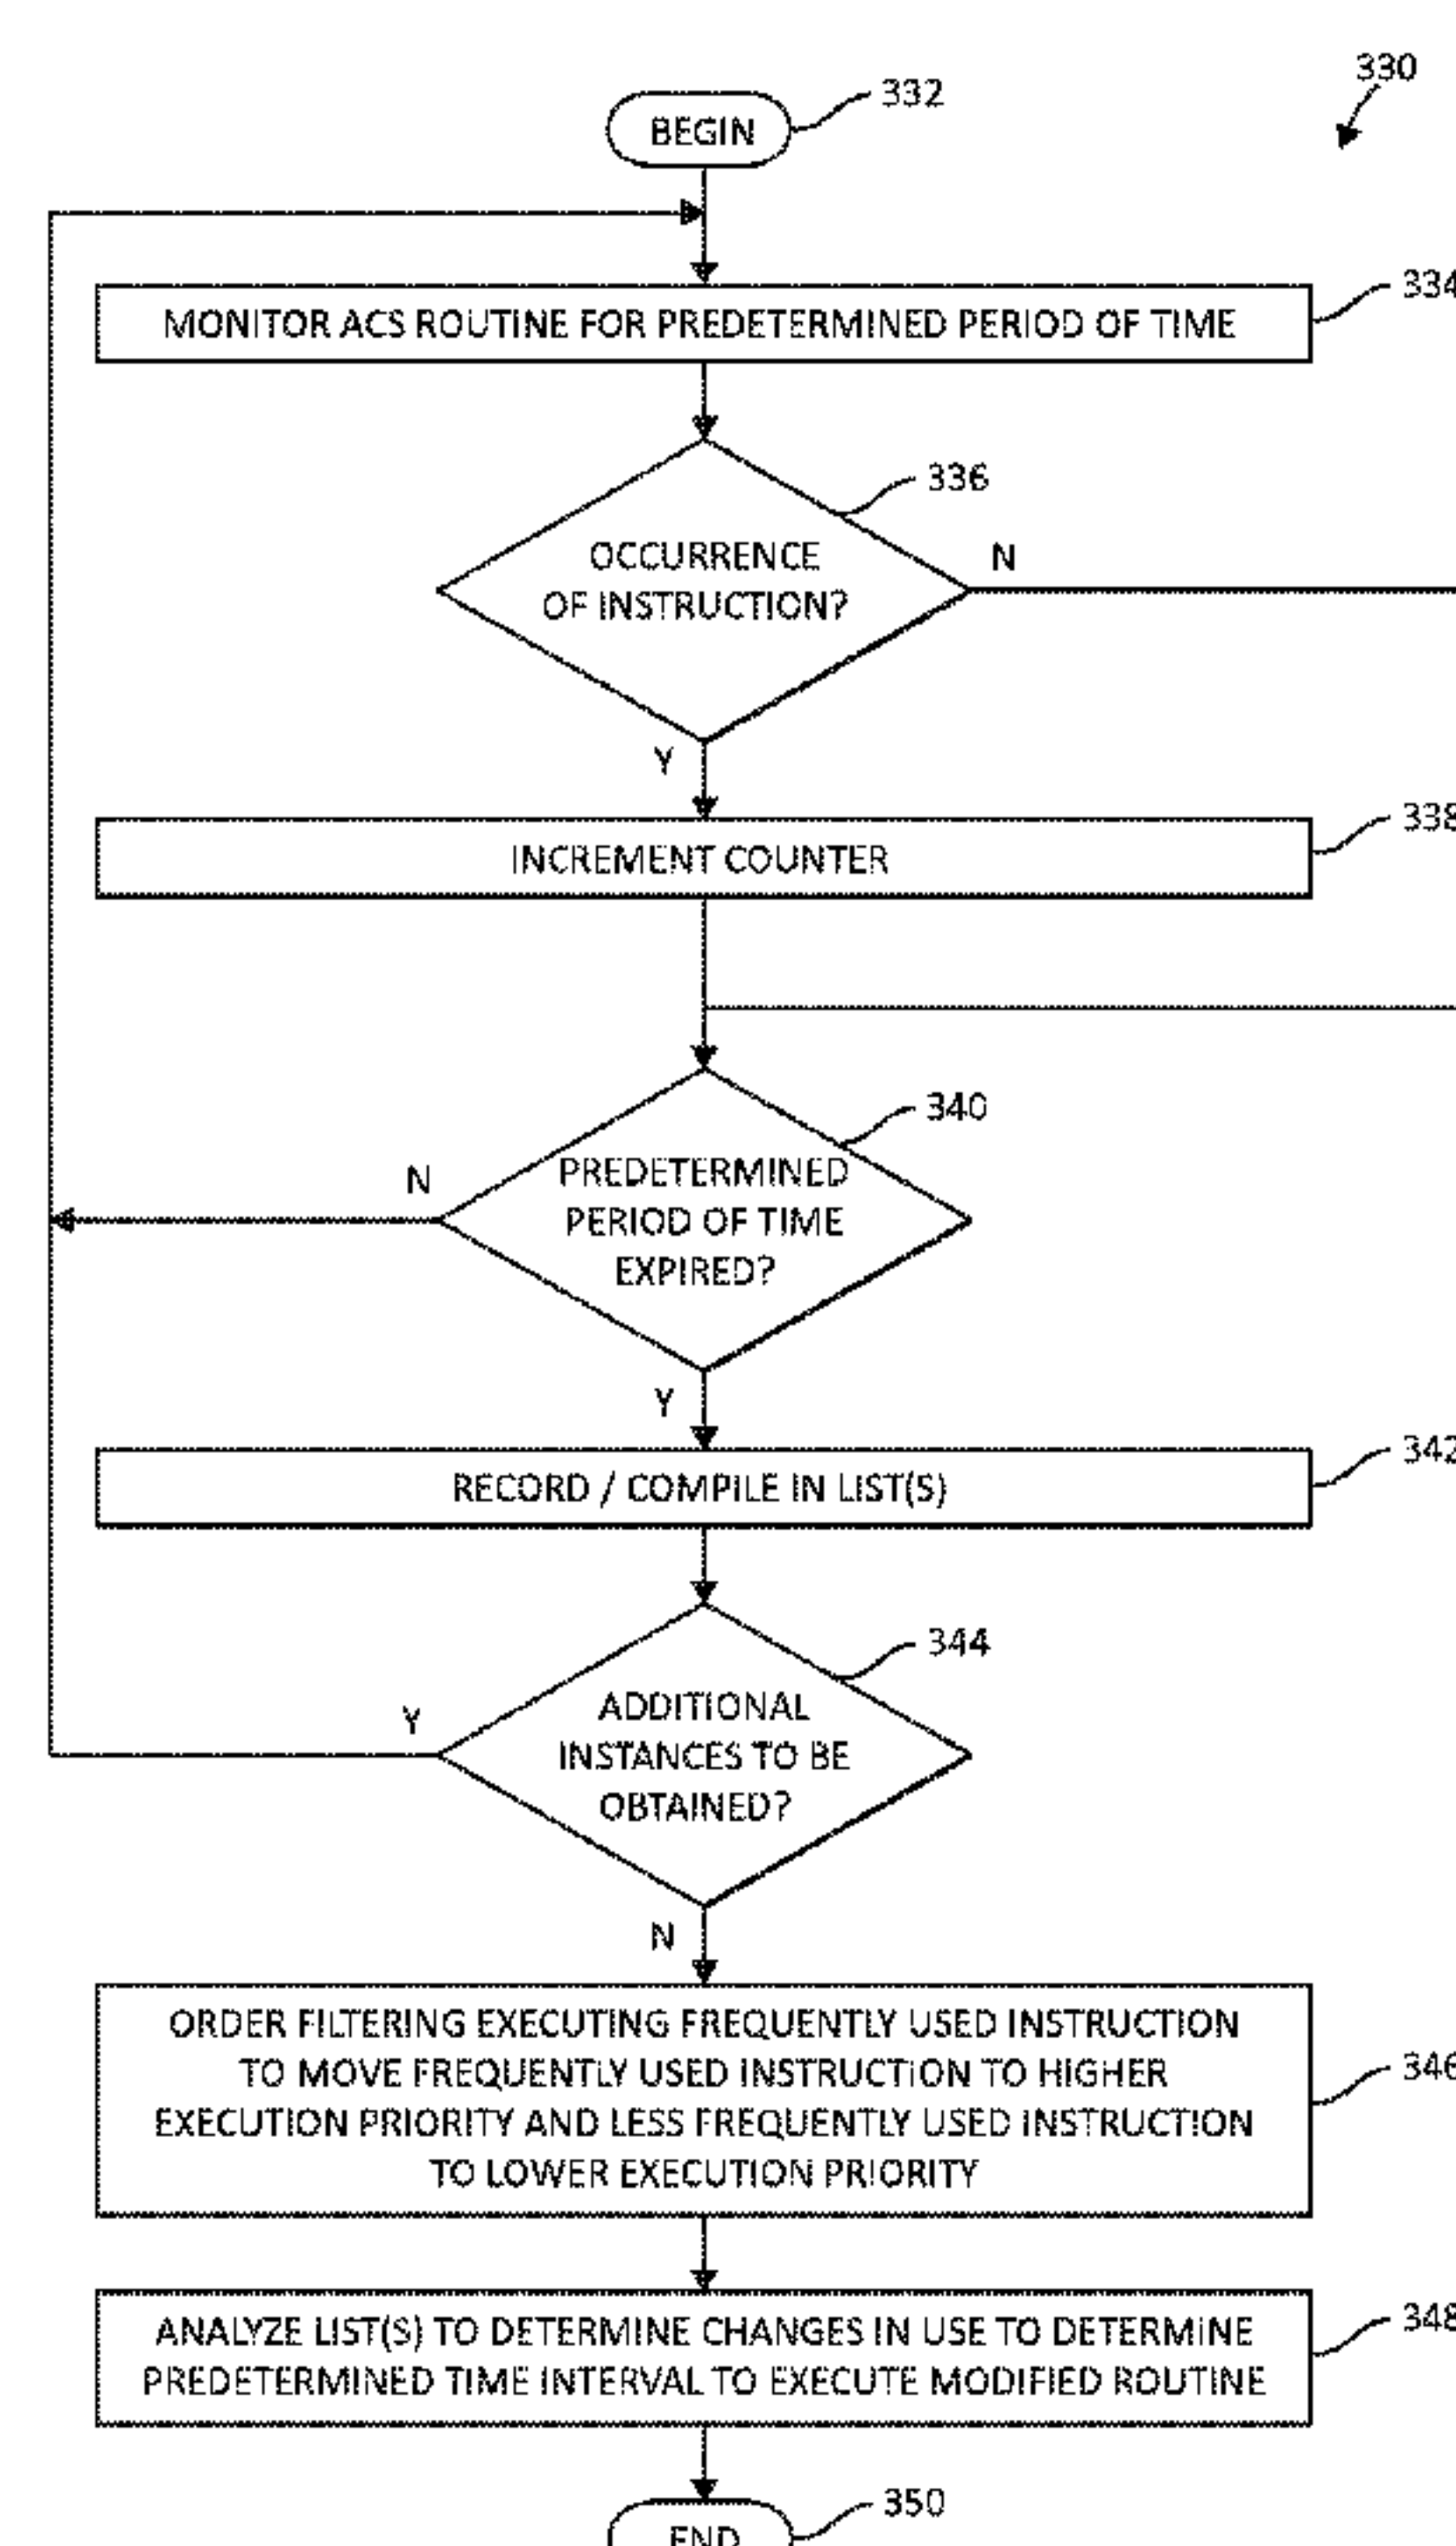 330
BEGIN
332
MONITOR ACS ROUTINE FOR PREDETERMINED PERIOD OF TIME
334
336
OCCURRENCE
OF INSTRUCTION?
N
Y
INCREMENT COUNTER
338
340
PREDETERMINED
PERIOD OF TIME
EXPIRED?
N
Y
RECORD / COMPILE IN LIST(S)
342
344
ADDITIONAL
INSTANCES TO BE
OBTAINED?
Y
N
ORDER FILTERING EXECUTING FREQUENTLY USED INSTRUCTION
TO MOVE FREQUENTLY USED INSTRUCTION TO HIGHER
EXECUTION PRIORITY AND LESS FREQUENTLY USED INSTRUCTION
TO LOWER EXECUTION PRIORITY
346
ANALYZE LIST(S) TO DETERMINE CHANGES IN USE TO DETERMINE
PREDETERMINED TIME INTERVAL TO EXECUTE MODIFIED ROUTINE
348
END
350